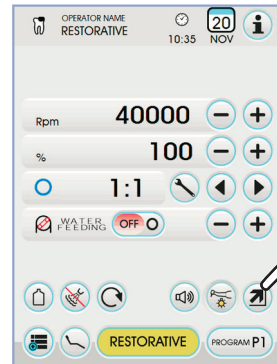 OPERATOR NAME
RESTORATIVE
10:35
20
NOV
i
Rpm 40000 − +
% 100 − +
1:1
WATER
FEEDING OFF − +
RESTORATIVE
PROGRAM P1